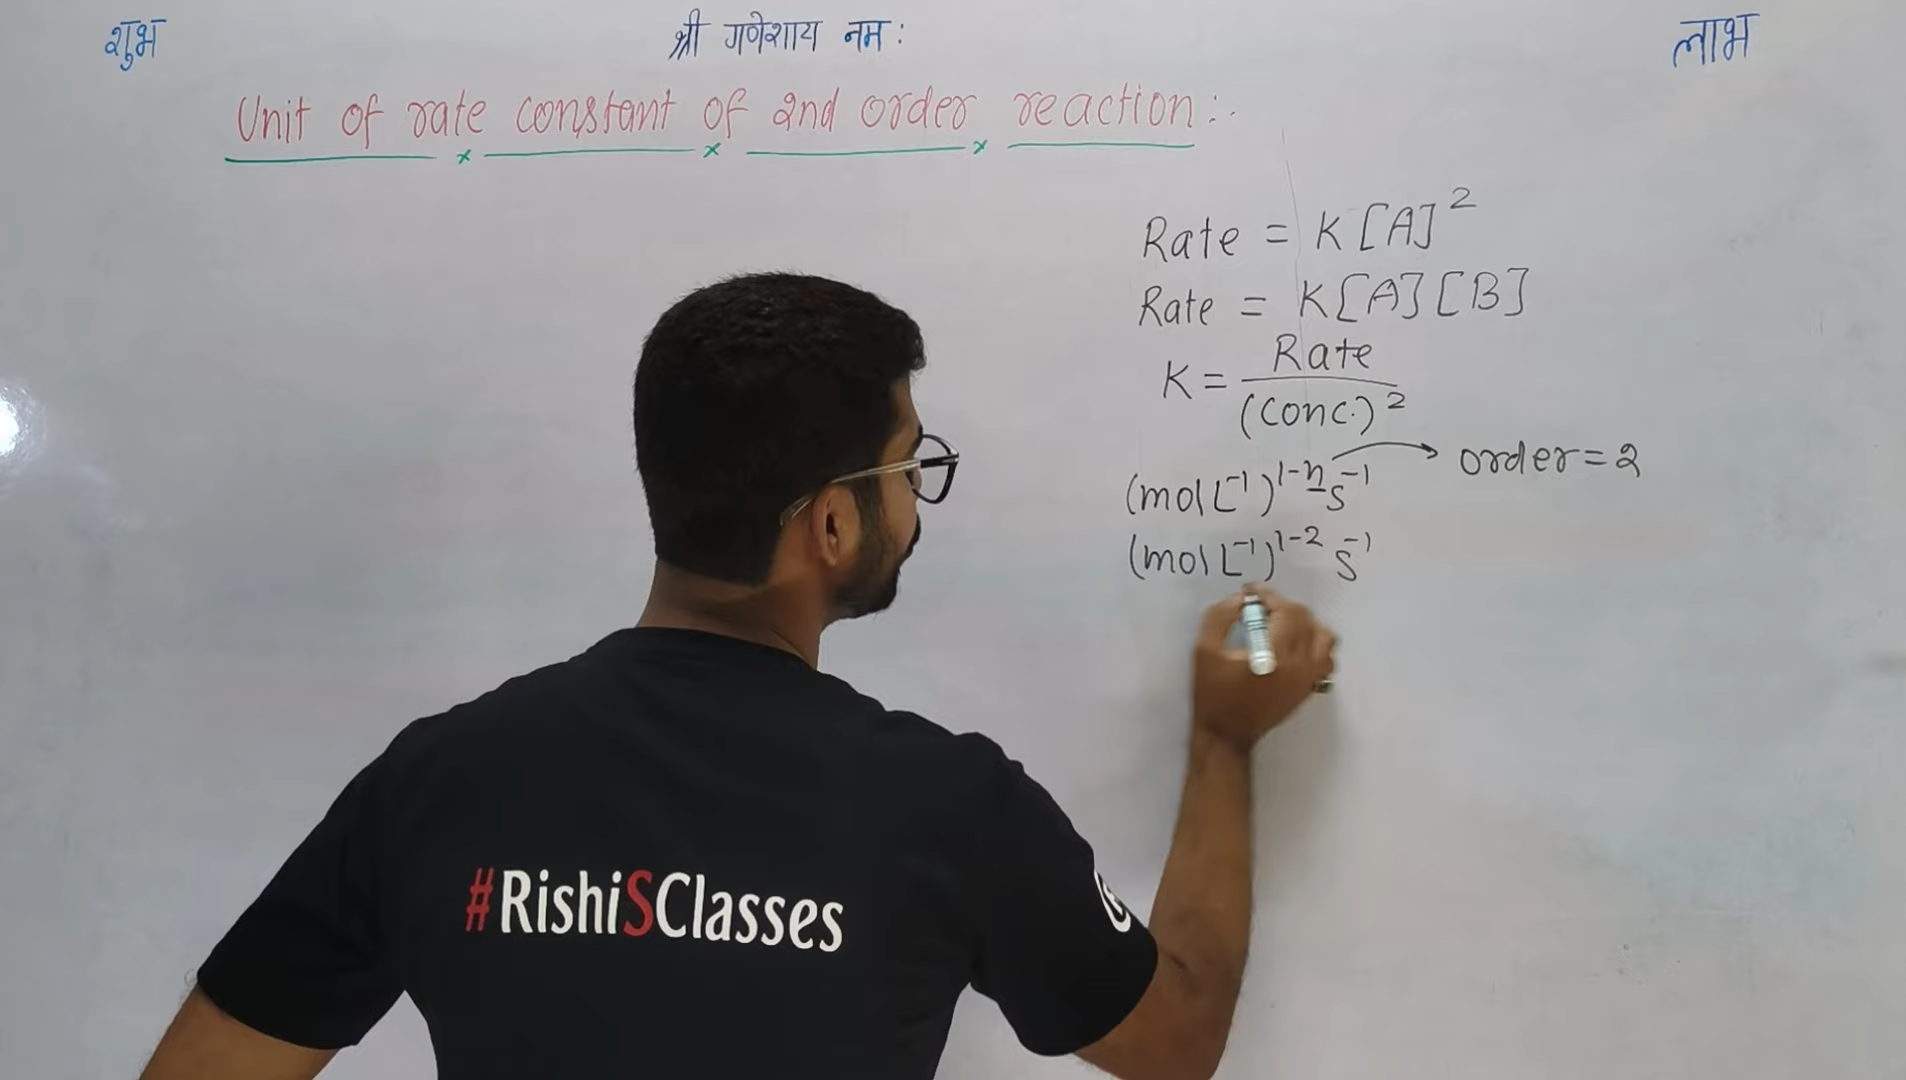 शुभ
श्री गणेशाय नमः
लाभ
Unit of rate constant of 2nd order reaction:-
Rate = K[A]²
Rate = K[A][B]
K = Rate
(Conc.)²
(mol L⁻¹)¹⁻ⁿ s⁻¹ → order = 2
(mol L⁻¹)¹⁻² s⁻¹
#RishiSClasses